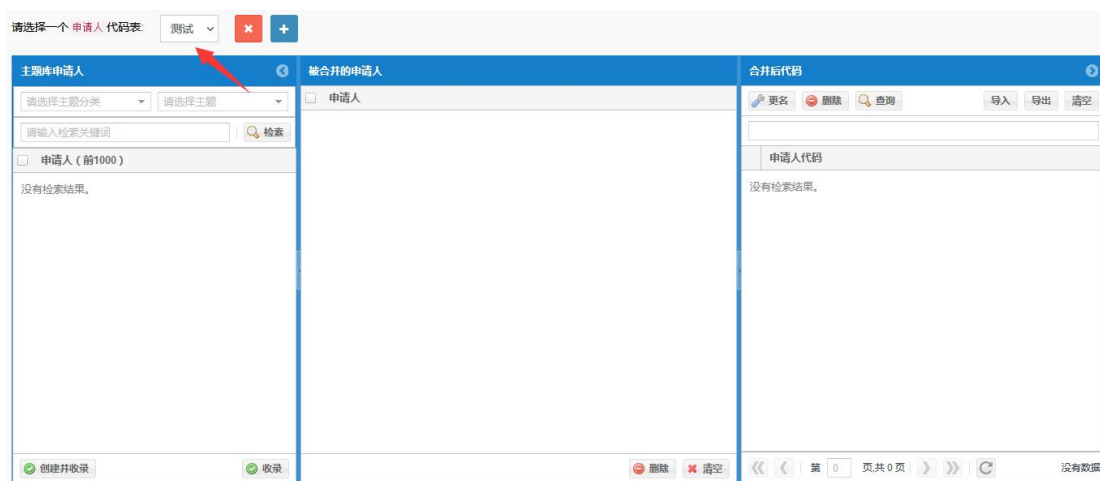 请选择一个 申请人 代码表: 测试
主题库申请人
请选择主题分类 请选择主题
请输入检索关键词 检索
申请人（前1000）
没有检索结果。
创建并收录 收录
被合并的申请人
申请人
删除 清空
合并后代码
更名 删除 查询 导入 导出 清空
申请人代码
没有检索结果。
第 0 页,共 0 页 没有数据